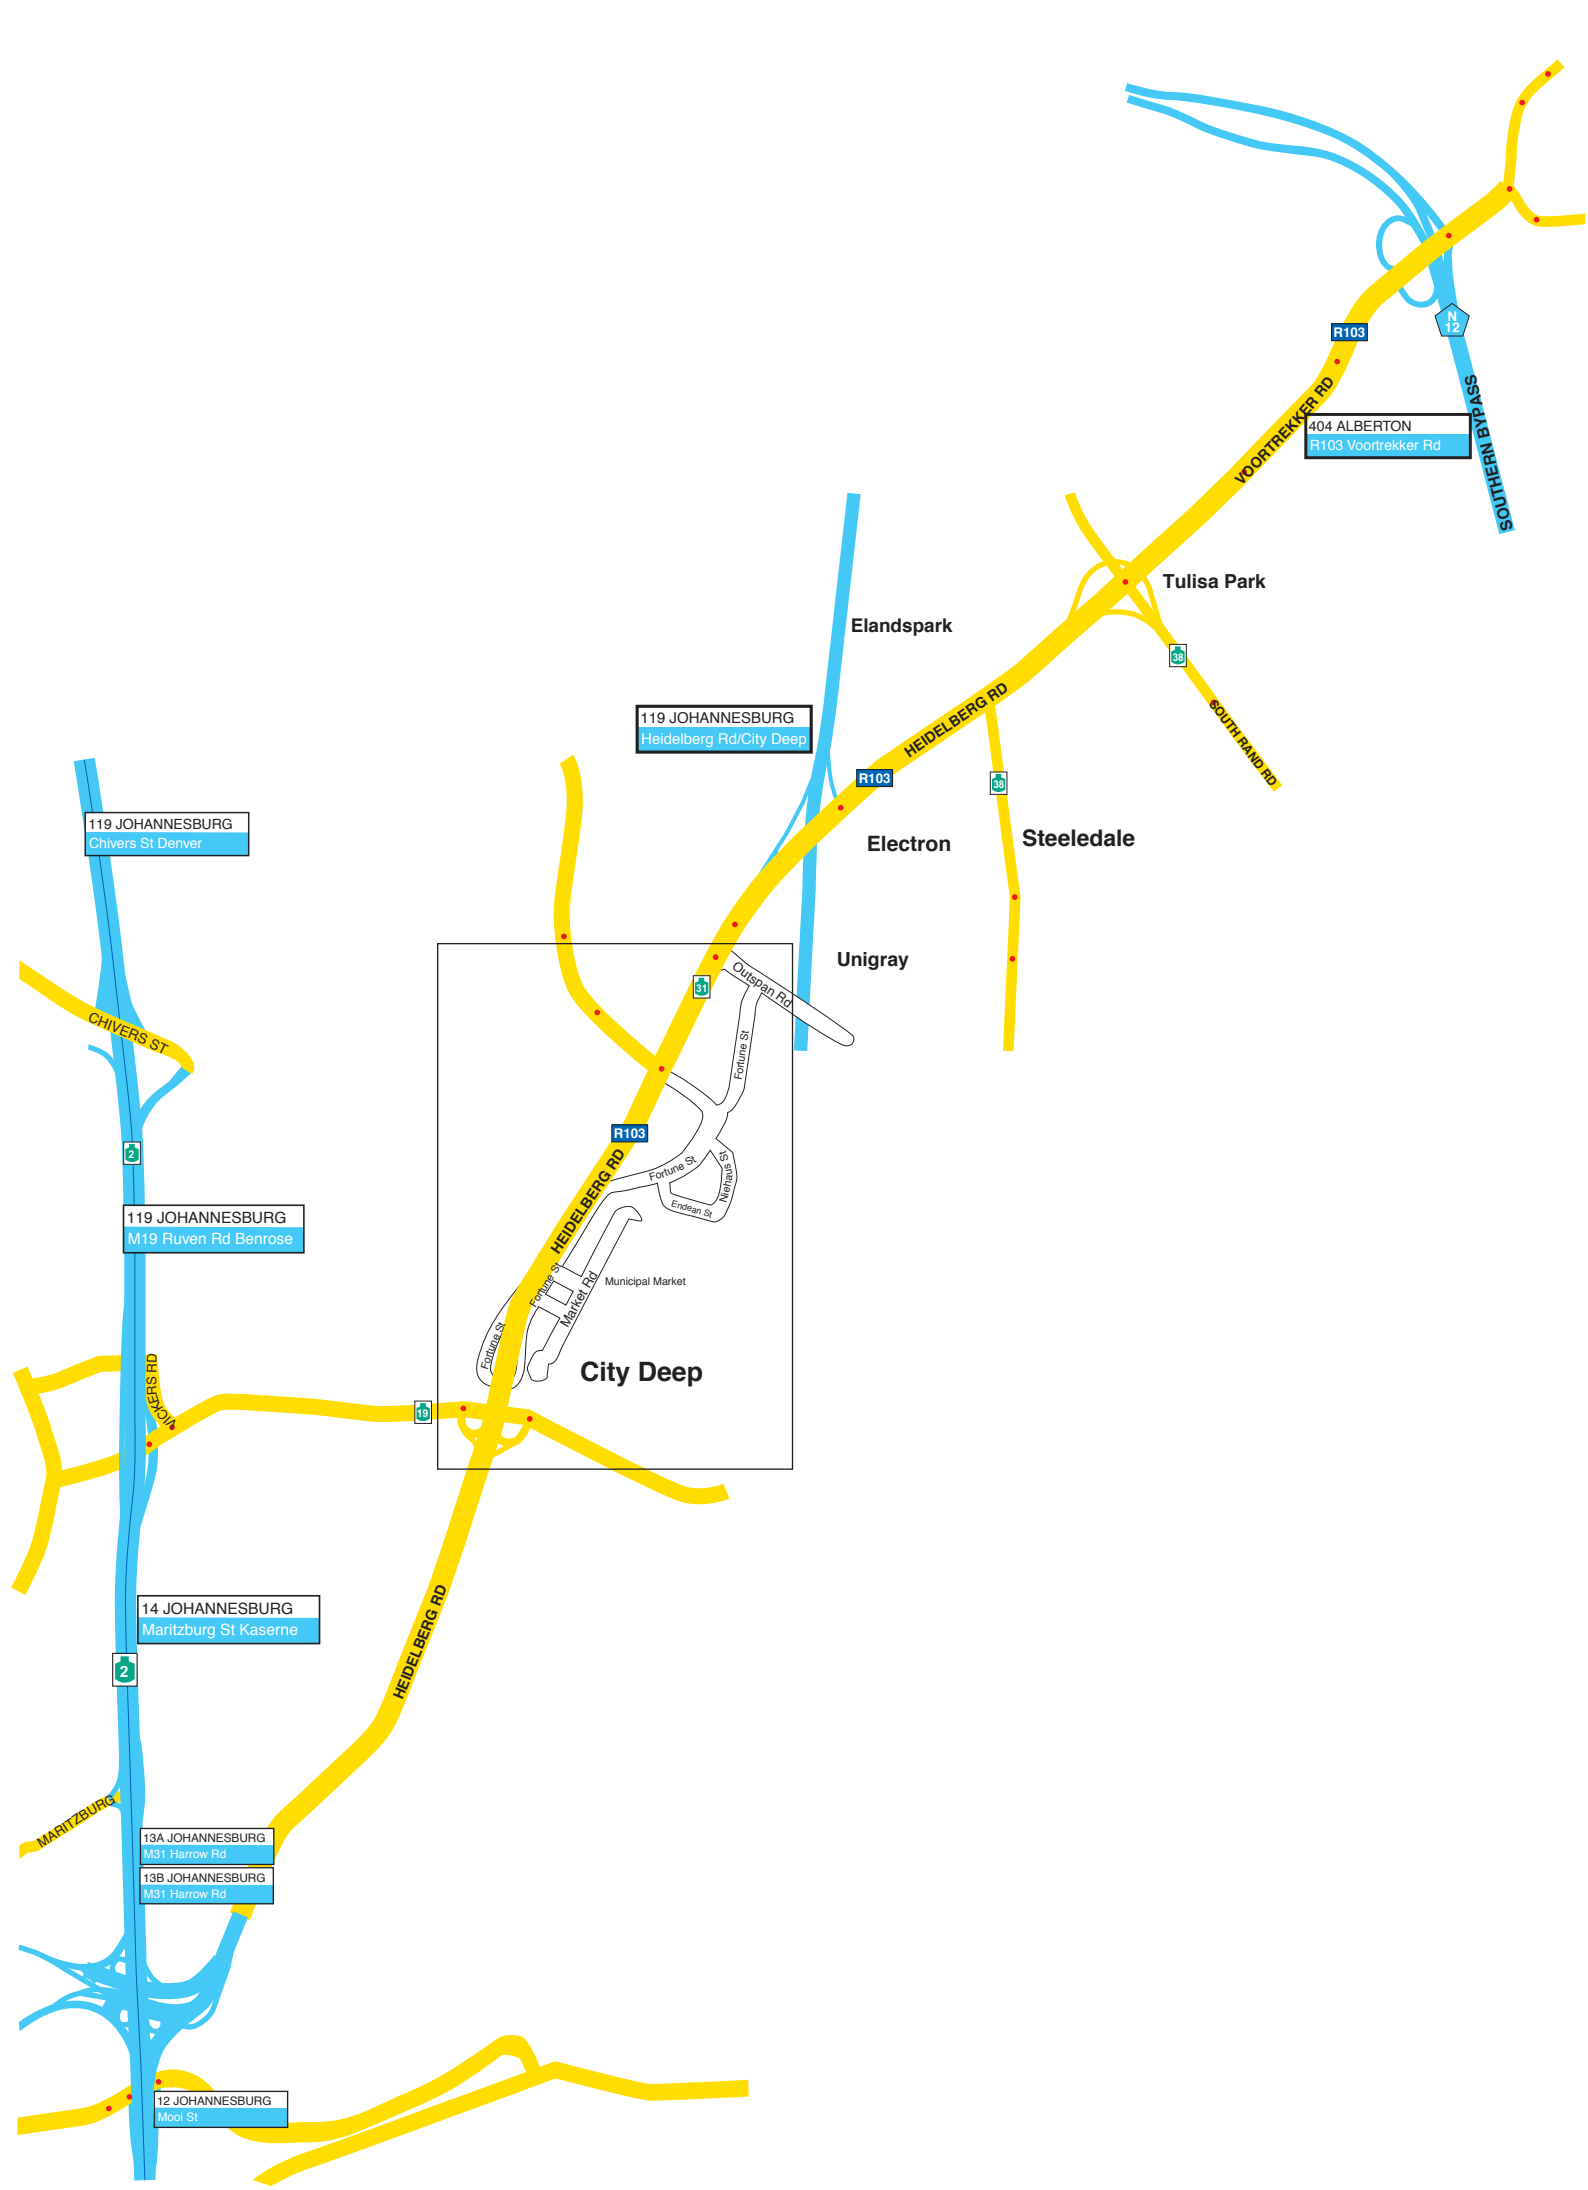 N
12
R103
VOORTREKKER RD
404 ALBERTON
R103 Voortrekker Rd
SOUTHERN BYPASS
Tulisa Park
Elandspark
38
SOUTH RAND RD
HEIDELBERG RD
119 JOHANNESBURG
Heidelberg Rd/City Deep
R103
38
Electron
Steeledale
119 JOHANNESBURG
Chivers St Denver
Unigray
Outspan Rd
31
CHIVERS ST
Fortune St
R103
2
HEIDELBERG RD
Fortune St
Niehaus St
Endean St
119 JOHANNESBURG
M19 Ruven Rd Benrose
Fortune St
Market Rd
Municipal Market
Fortune St
City Deep
VICKERS RD
19
HEIDELBERG RD
14 JOHANNESBURG
Maritzburg St Kaserne
2
MARITZBURG
13A JOHANNESBURG
M31 Harrow Rd
13B JOHANNESBURG
M31 Harrow Rd
12 JOHANNESBURG
Mooi St